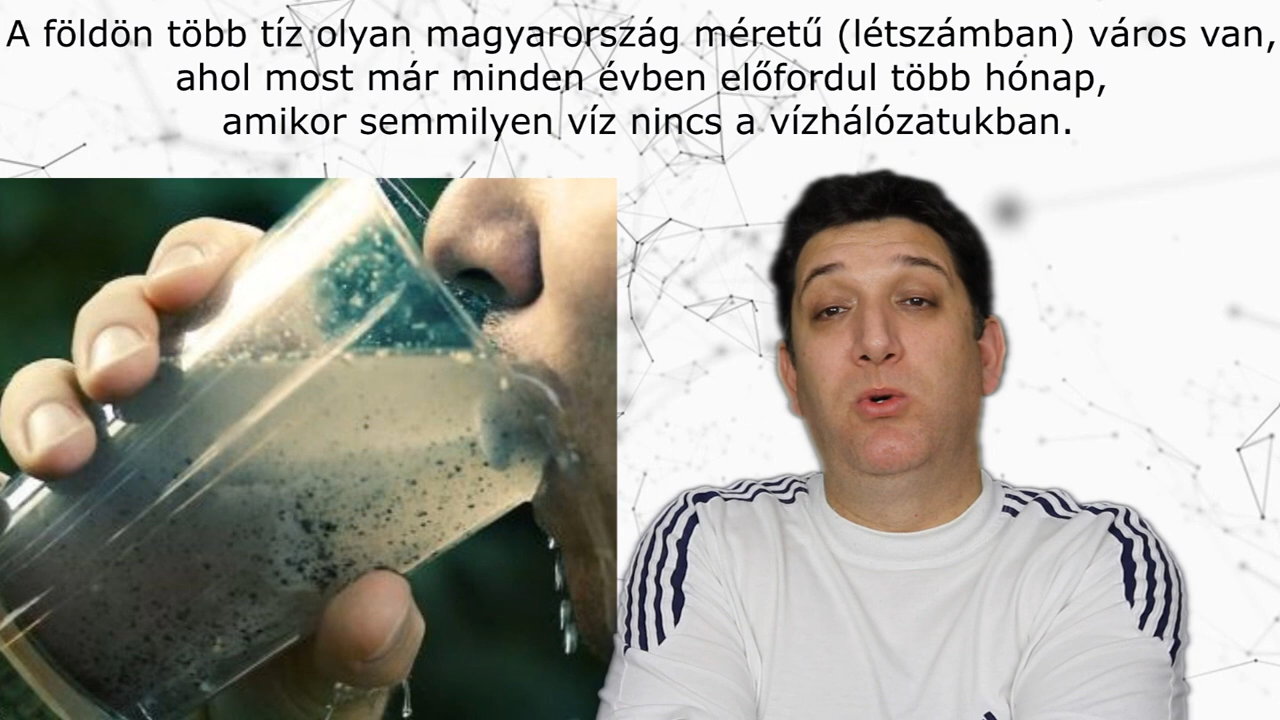 A földön több tíz olyan magyarország méretű (létszámban) város van,
ahol most már minden évben előfordul több hónap,
amikor semmilyen víz nincs a vízhálózatukban.